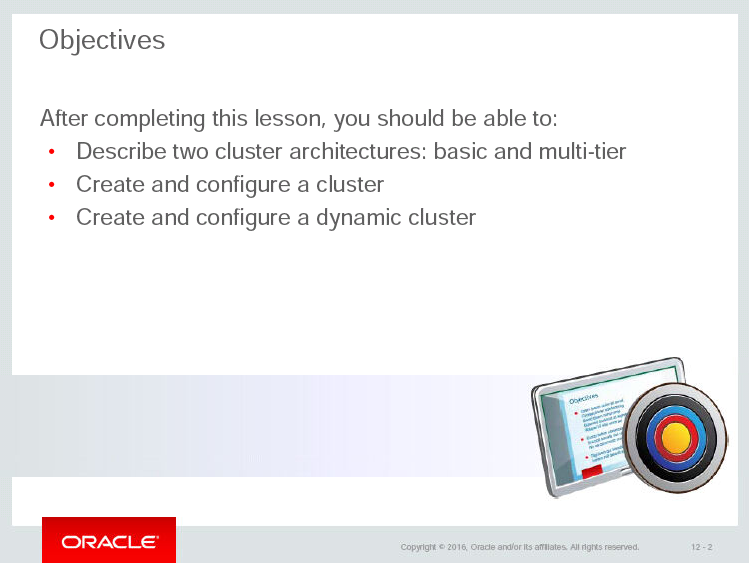 Objectives
After completing this lesson, you should be able to:
• Describe two cluster architectures: basic and multi-tier
• Create and configure a cluster
• Create and configure a dynamic cluster
Objectives
ORACLE
Copyright © 2016, Oracle and/or its affiliates. All rights reserved.
12 - 2